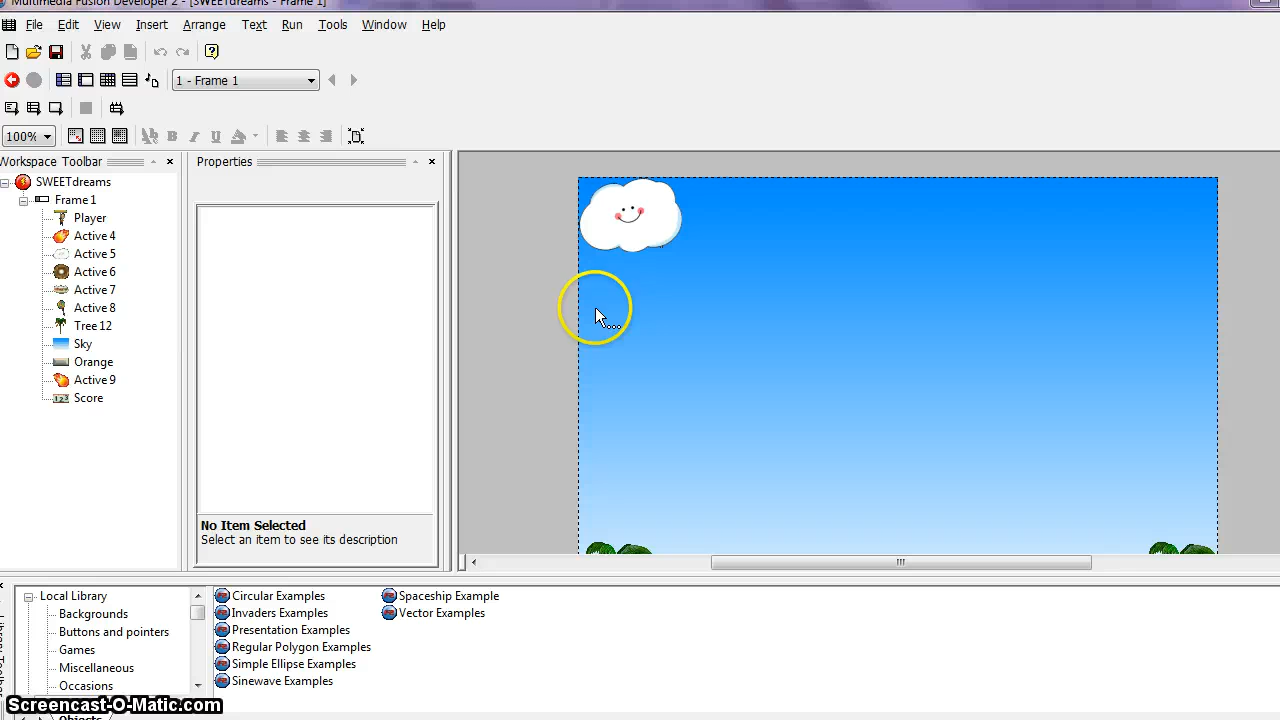 Multimedia Fusion Developer 2 - [SWEETdreams - Frame 1]
File Edit View Insert Arrange Text Run Tools Window Help
1 - Frame 1
100%
Workspace Toolbar
Properties
SWEETdreams
Frame 1
Player
Active 4
Active 5
Active 6
Active 7
Active 8
Tree 12
Sky
Orange
Active 9
Score
No Item Selected
Select an item to see its description
Local Library
Backgrounds
Buttons and pointers
Games
Miscellaneous
Occasions
Circular Examples
Invaders Examples
Presentation Examples
Regular Polygon Examples
Simple Ellipse Examples
Sinewave Examples
Spaceship Example
Vector Examples
Objects
Screencast-O-Matic.com